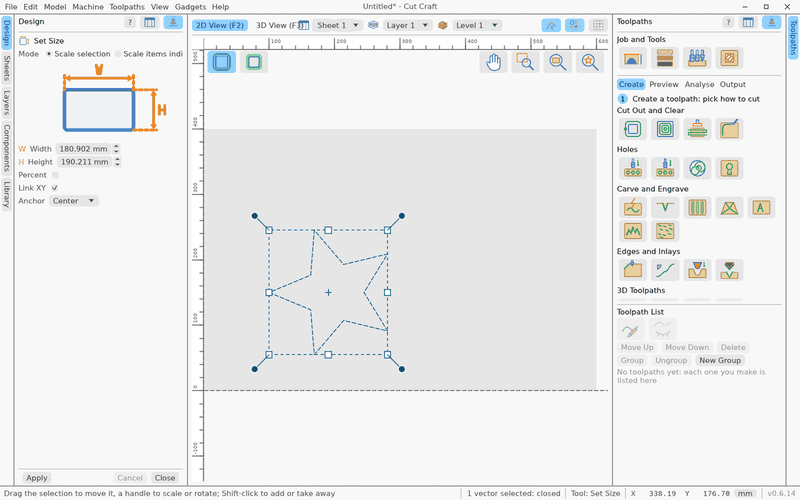 File Edit Model Machine Toolpaths View Gadgets Help
Untitled* - Cut Craft
Design
Sheets
Layers
Components
Library
Design
?
Set Size
Mode Scale selection Scale items indi
W
H
W Width 180.902 mm
H Height 190.211 mm
Percent
Link XY
Anchor Center
Apply Cancel Close
2D View (F2) 3D View (F3) Sheet 1 Layer 1 Level 1
100 200 300 400 500 600
500
400
300
200
100
0
-100
Toolpaths
?
Job and Tools
Create Preview Analyse Output
1 Create a toolpath: pick how to cut
Cut Out and Clear
Holes
Carve and Engrave
A
Edges and Inlays
3D Toolpaths
Toolpath List
Move Up Move Down Delete
Group Ungroup New Group
No toolpaths yet; each one you make is
listed here
Toolpaths
Drag the selection to move it, a handle to scale or rotate; Shift-click to add or take away
1 vector selected: closed
Tool: Set Size
X 338.19 Y 176.70 mm
v0.6.14